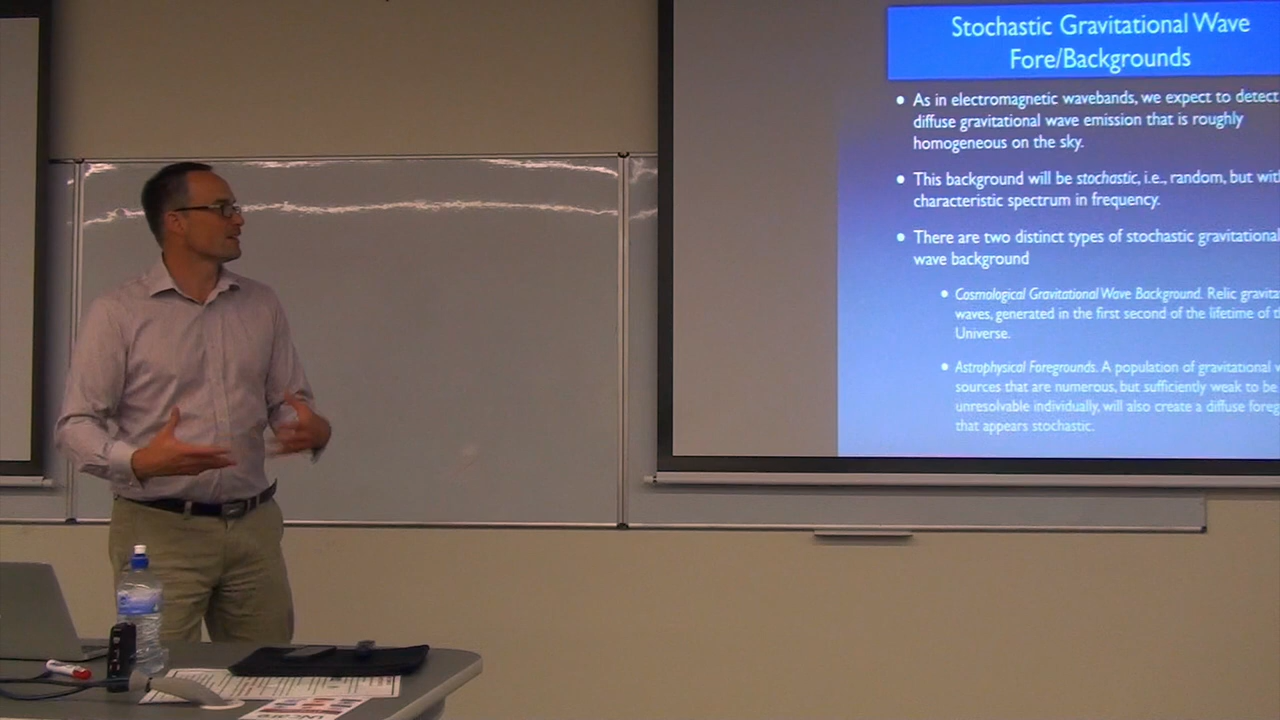 Stochastic Gravitational Wave
Fore/Backgrounds
• As in electromagnetic wavebands, we expect to detect
diffuse gravitational wave emission that is roughly
homogeneous on the sky.
• This background will be stochastic, i.e., random, but wit
characteristic spectrum in frequency.
• There are two distinct types of stochastic gravitational
wave background
• Cosmological Gravitational Wave Background. Relic gravita
waves, generated in the first second of the lifetime of t
Universe.
• Astrophysical Foregrounds. A population of gravitational
sources that are numerous, but sufficiently weak to be
unresolvable individually, will also create a diffuse foreg
that appears stochastic.